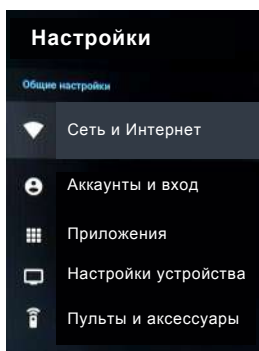 Настройки
Общие настройки
Сеть и Интернет
Аккаунты и вход
Приложения
Настройки устройства
Пульты и аксессуары